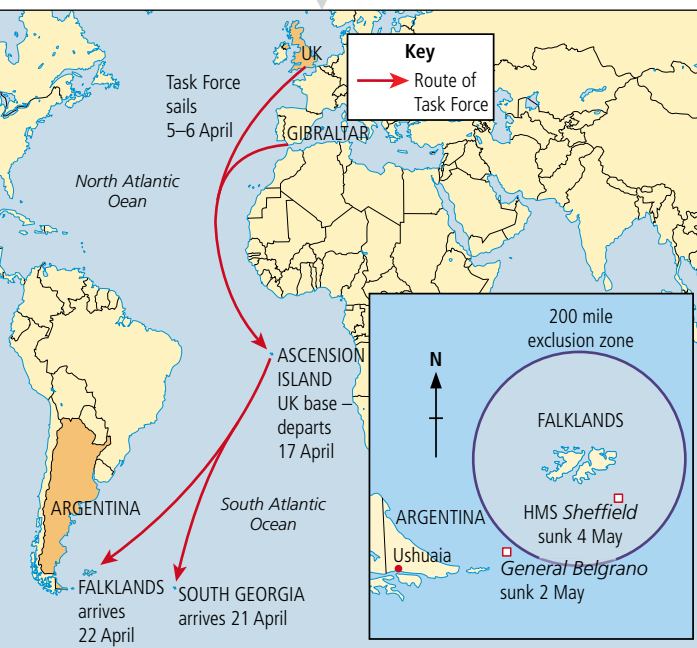 UK
Key
Route of
Task Force
Task Force
sails
5–6 April
GIBRALTAR
North Atlantic
Ocean
ASCENSION
ISLAND
UK base –
departs
17 April
ARGENTINA
South Atlantic
Ocean
FALKLANDS
arrives
22 April
SOUTH GEORGIA
arrives 21 April
200 mile
exclusion zone
N
FALKLANDS
HMS Sheffield
sunk 4 May
ARGENTINA
Ushuaia
General Belgrano
sunk 2 May